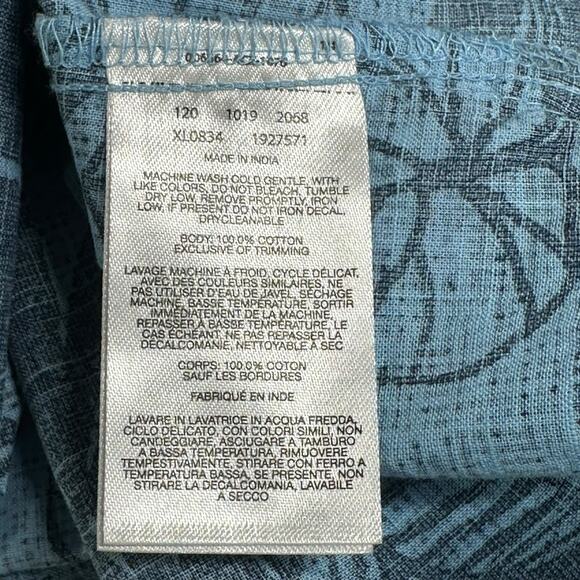 120 1019 2068
XL0834 1927571
MADE IN INDIA
MACHINE WASH COLD GENTLE, WITH
LIKE COLORS, DO NOT BLEACH, TUMBLE
DRY LOW, REMOVE PROMPTLY, IRON
LOW, IF PRESENT DO NOT IRON DECAL,
DRYCLEANABLE
BODY: 100.0% COTTON
EXCLUSIVE OF TRIMMING
LAVAGE MACHINE À FROID, CYCLE DÉLICAT,
AVEC DES COULEURS SIMILAIRES, NE
PAS UTILISER D'EAU DE JAVEL, SÉCHAGE
MACHINE, BASSE TEMPÉRATURE, SORTIR
IMMÉDIATEMENT DE LA MACHINE,
REPASSER À BASSE TEMPÉRATURE, LE
CAS ÉCHÉANT, NE PAS REPASSER LA
DÉCALCOMANIE, NETTOYABLE À SEC
CORPS: 100.0% COTON
SAUF LES BORDURES
FABRIQUÉ EN INDE
LAVARE IN LAVATRICE IN ACQUA FREDDA,
CICLO DELICATO, CON COLORI SIMILI, NON
CANDEGGIARE, ASCIUGARE A TAMBURO
A BASSA TEMPERATURA, RIMUOVERE
TEMPESTIVAMENTE, STIRARE CON FERRO A
TEMPERATURA BASSA, SE PRESENTE, NON
STIRARE LA DECALCOMANIA, LAVABILE
A SECCO